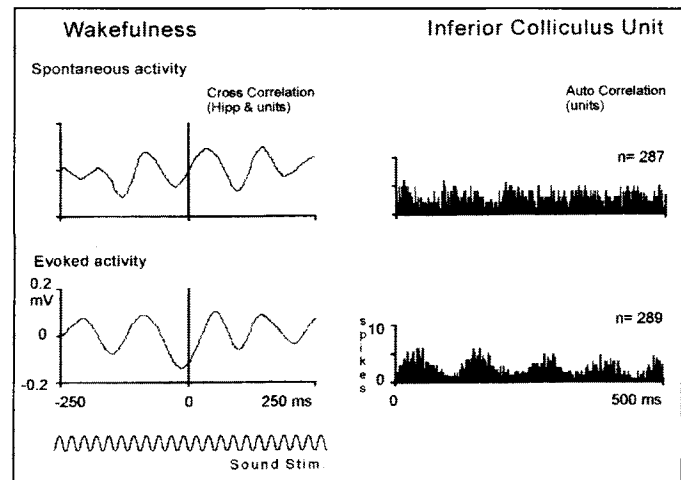 Wakefulness
Inferior Colliculus Unit
Spontaneous activity
Cross Correlation
(Hipp & units)
Auto Correlation
(units)
n= 287
Evoked activity
0.2
mV
0
-0.2
-250
0
250 ms
spikes
10
0
n= 289
0
500 ms
Sound Stim.